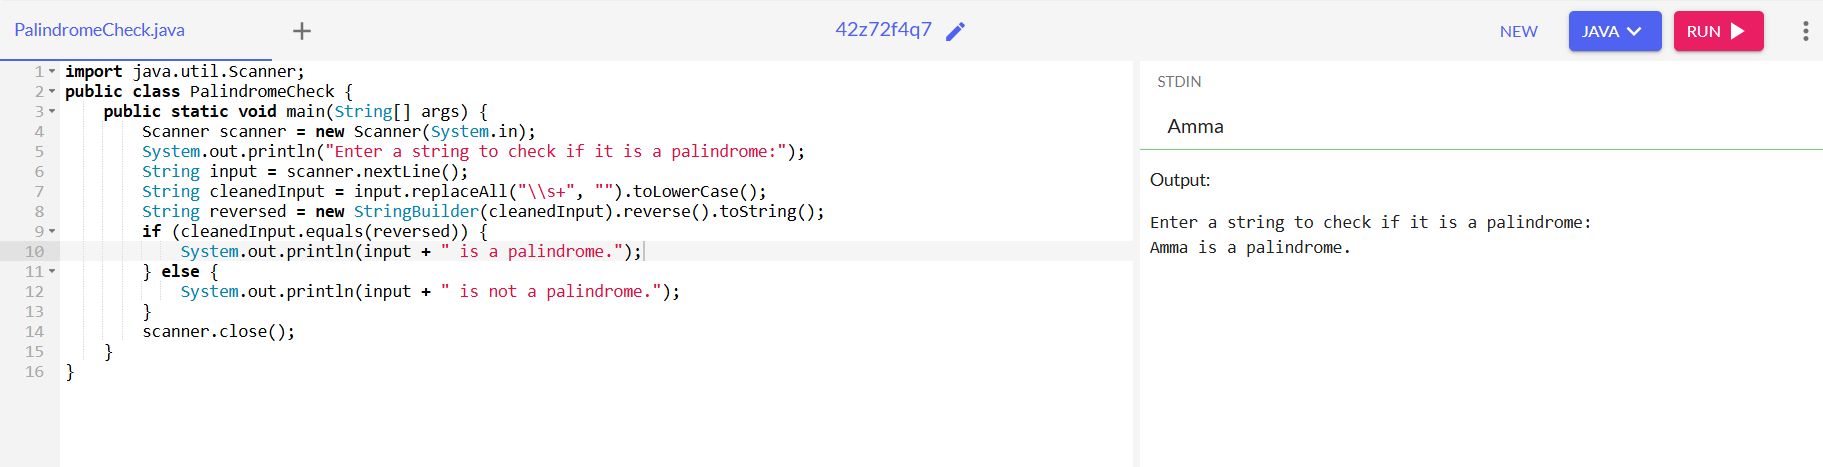 PalindromeCheck.java + 42z72f4q7 NEW JAVA RUN
1 import java.util.Scanner;
2 public class PalindromeCheck {
3     public static void main(String[] args) {
4         Scanner scanner = new Scanner(System.in);
5         System.out.println("Enter a string to check if it is a palindrome:");
6         String input = scanner.nextLine();
7         String cleanedInput = input.replaceAll("\\s+", "").toLowerCase();
8         String reversed = new StringBuilder(cleanedInput).reverse().toString();
9         if (cleanedInput.equals(reversed)) {
10             System.out.println(input + " is a palindrome.");
11         } else {
12             System.out.println(input + " is not a palindrome.");
13         }
14         scanner.close();
15     }
16 }
STDIN
Amma
Output:
Enter a string to check if it is a palindrome:
Amma is a palindrome.